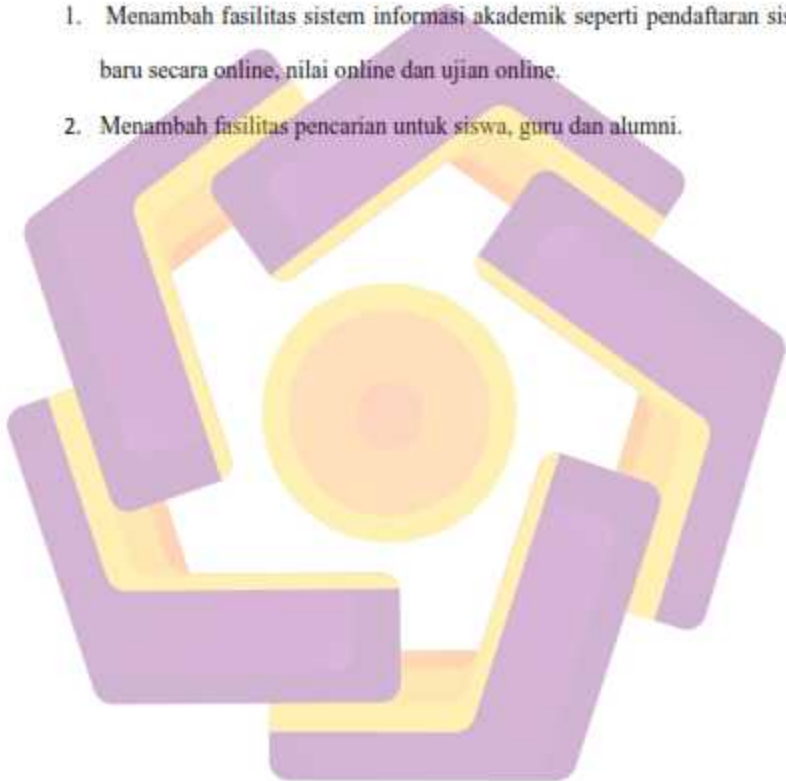 1. Menambah fasilitas sistem informasi akademik seperti pendaftaran
baru secara online, nilai online dan ujian online.
2. Menambah fasilitas pencarian untuk siswa, guru dan alumni.